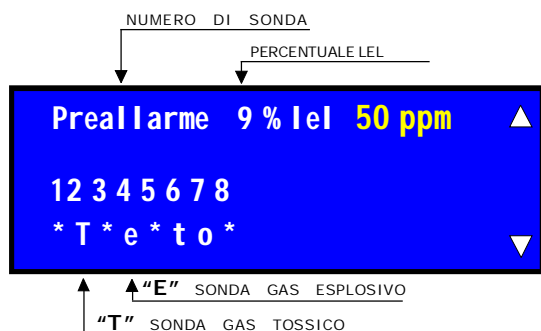 NUMERO DI SONDA
PERCENTUALE LEL
Preallarme 9 % lel 50 ppm
1 2 3 4 5 6 7 8
* T * e * t o *
"E" SONDA GAS ESPLOSIVO
"T" SONDA GAS TOSSICO